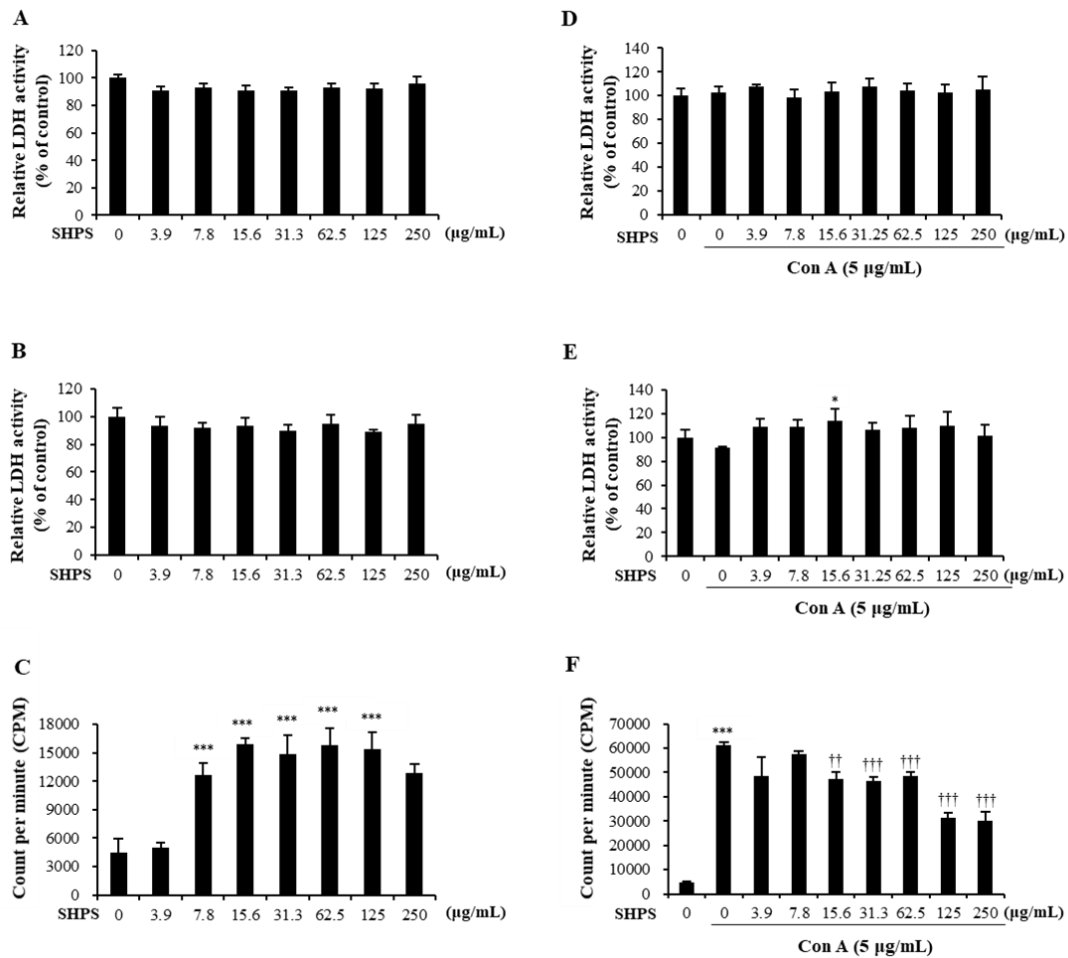 A
Relative LDH activity
(% of control)
120
100
80
60
40
20
0
SHPS 0 3.9 7.8 15.6 31.3 62.5 125 250 (μg/mL)
D
Relative LDH activity
(% of control)
140
120
100
80
60
40
20
0
SHPS 0 0 3.9 7.8 15.6 31.25 62.5 125 250 (μg/mL)
Con A (5 μg/mL)
B
Relative LDH activity
(% of control)
120
100
80
60
40
20
0
SHPS 0 3.9 7.8 15.6 31.3 62.5 125 250 (μg/mL)
E
Relative LDH activity
(% of control)
140
120
100
80
60
40
20
0
*
SHPS 0 0 3.9 7.8 15.6 31.25 62.5 125 250 (μg/mL)
Con A (5 μg/mL)
C
Count per minute (CPM)
18000
15000
12000
9000
6000
3000
0
*** *** *** *** ***
SHPS 0 3.9 7.8 15.6 31.3 62.5 125 250 (μg/mL)
F
Count per minute (CPM)
70000
60000
50000
40000
30000
20000
10000
0
*** †† ††† ††† ††† †††
SHPS 0 0 3.9 7.8 15.6 31.3 62.5 125 250 (μg/mL)
Con A (5 μg/mL)